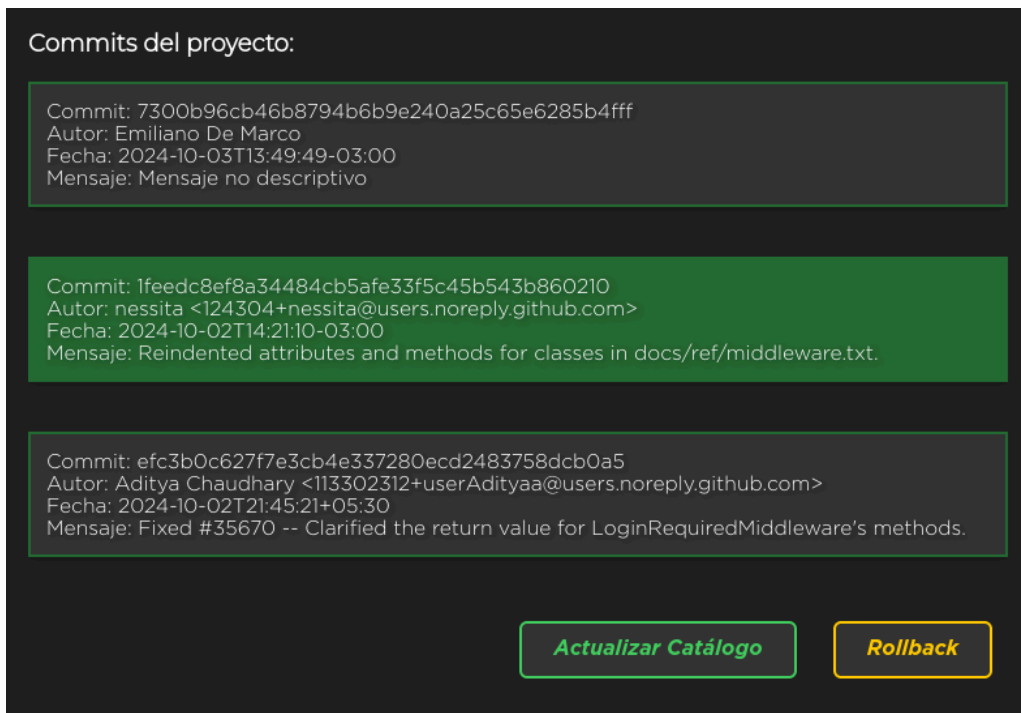 Commits del proyecto:
Commit: 7300b96cb46b8794b6b9e240a25c65e6285b4fff
Autor: Emiliano De Marco
Fecha: 2024-10-03T13:49:49-03:00
Mensaje: Mensaje no descriptivo
Commit: 1feedc8ef8a34484cb5afe33f5c45b543b860210
Autor: nessita <124304+nessita@users.noreply.github.com>
Fecha: 2024-10-02T14:21:10-03:00
Mensaje: Reindented attributes and methods for classes in docs/ref/middleware.txt.
Commit: efc3b0c627f7e3cb4e337280ecd2483758dcb0a5
Autor: Aditya Chaudhary <113302312+userAdityaa@users.noreply.github.com>
Fecha: 2024-10-02T21:45:21+05:30
Mensaje: Fixed #35670 -- Clarified the return value for LoginRequiredMiddleware's methods.
Actualizar Catálogo
Rollback